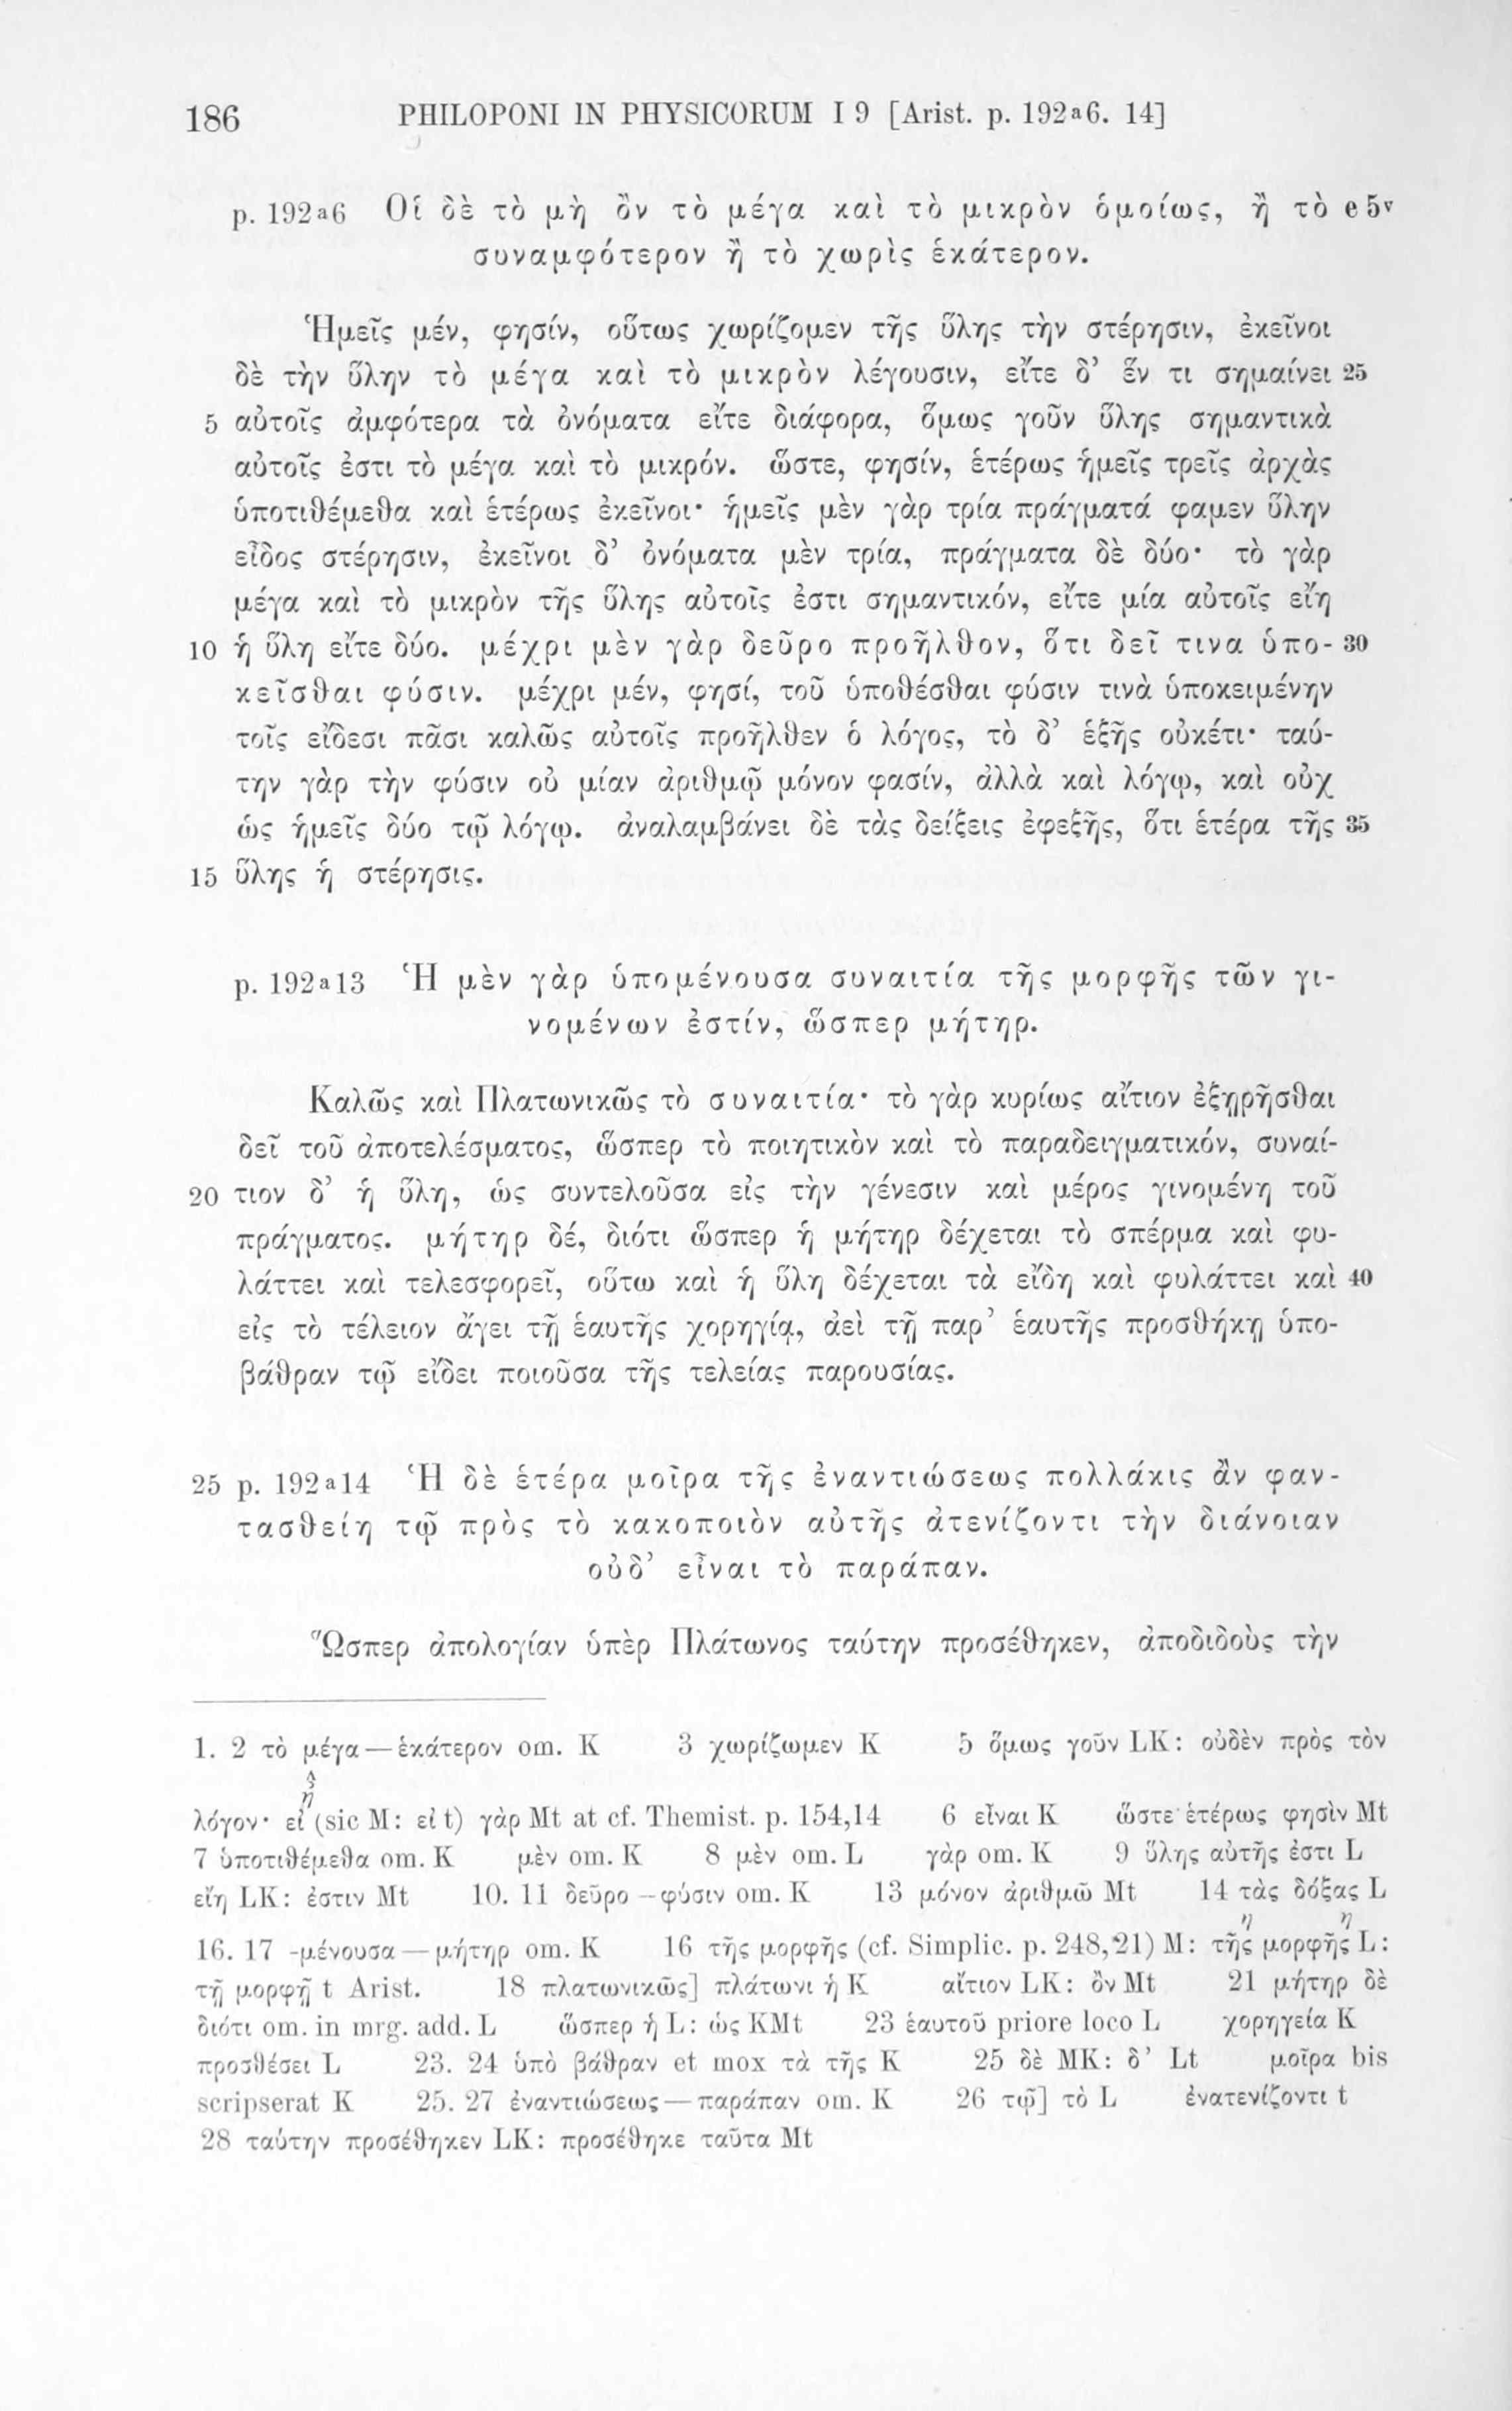 186 PHILOPONI IN PHYSICORUM I 9 [Arist. p. 192ª6. 14]
p. 192ª6 Οἱ δὲ τὸ μὴ ὂν τὸ μέγα καὶ τὸ μικρὸν ὁμοίως, ἢ τὸ e 5ᵛ
συναμφότερον ἢ τὸ χωρὶς ἑκάτερον.
Ἡμεῖς μέν, φησίν, οὕτως χωρίζομεν τῆς ὕλης τὴν στέρησιν, ἐκεῖνοι
δὲ τὴν ὕλην τὸ μέγα καὶ τὸ μικρὸν λέγουσιν, εἴτε δ’ ἕν τι σημαίνει 25
5 αὐτοῖς ἀμφότερα τὰ ὀνόματα εἴτε διάφορα, ὅμως γοῦν ὕλης σημαντικὰ
αὐτοῖς ἐστι τὸ μέγα καὶ τὸ μικρόν. ὥστε, φησίν, ἑτέρως ἡμεῖς τρεῖς ἀρχὰς
ὑποτιθέμεθα καὶ ἑτέρως ἐκεῖνοι· ἡμεῖς μὲν γὰρ τρία πράγματά φαμεν ὕλην
εἶδος στέρησιν, ἐκεῖνοι δ’ ὀνόματα μὲν τρία, πράγματα δὲ δύο· τὸ γὰρ
μέγα καὶ τὸ μικρὸν τῆς ὕλης αὐτοῖς ἐστι σημαντικόν, εἴτε μία αὐτοῖς εἴη
10 ἡ ὕλη εἴτε δύο. μέχρι μὲν γὰρ δεῦρο προῆλθον, ὅτι δεῖ τινα ὑπο- 30
κεῖσθαι φύσιν. μέχρι μέν, φησί, τοῦ ὑποθέσθαι φύσιν τινὰ ὑποκειμένην
τοῖς εἴδεσι πᾶσι καλῶς αὐτοῖς προῆλθεν ὁ λόγος, τὸ δ’ ἑξῆς οὐκέτι· ταύ-
την γὰρ τὴν φύσιν οὐ μίαν ἀριθμῷ μόνον φασίν, ἀλλὰ καὶ λόγῳ, καὶ οὐχ
ὡς ἡμεῖς δύο τῷ λόγῳ. ἀναλαμβάνει δὲ τὰς δείξεις ἐφεξῆς, ὅτι ἑτέρα τῆς 35
15 ὕλης ἡ στέρησις.
p. 192ª13 Ἡ μὲν γὰρ ὑπομένουσα συναιτία τῆς μορφῆς τῶν γι-
νομένων ἐστίν, ὥσπερ μήτηρ.
Καλῶς καὶ Πλατωνικῶς τὸ συναιτία· τὸ γὰρ κυρίως αἴτιον ἐξῃρῆσθαι
δεῖ τοῦ ἀποτελέσματος, ὥσπερ τὸ ποιητικὸν καὶ τὸ παραδειγματικόν, συναί-
20 τιον δ’ ἡ ὕλη, ὡς συντελοῦσα εἰς τὴν γένεσιν καὶ μέρος γινομένη τοῦ
πράγματος. μήτηρ δέ, διότι ὥσπερ ἡ μήτηρ δέχεται τὸ σπέρμα καὶ φυ-
λάττει καὶ τελεσφορεῖ, οὕτω καὶ ἡ ὕλη δέχεται τὰ εἴδη καὶ φυλάττει καὶ 40
εἰς τὸ τέλειον ἄγει τῇ ἑαυτῆς χορηγίᾳ, ἀεὶ τῇ παρ’ ἑαυτῆς προσθήκῃ ὑπο-
βάθραν τῷ εἴδει ποιοῦσα τῆς τελείας παρουσίας.
25 p. 192ª14 Ἡ δὲ ἑτέρα μοῖρα τῆς ἐναντιώσεως πολλάκις ἂν φαν-
τασθείη τῷ πρὸς τὸ κακοποιὸν αὐτῆς ἀτενίζοντι τὴν διάνοιαν
οὐδ’ εἶναι τὸ παράπαν.
Ὥσπερ ἀπολογίαν ὑπὲρ Πλάτωνος ταύτην προσέθηκεν, ἀποδιδοὺς τὴν
1. 2 τὸ μέγα—ἑκάτερον om. K 3 χωρίζωμεν K 5 ὅμως γοῦν LK: οὐδὲν πρὸς τὸν
λόγον· εἰ (sic M: εἰ t) γὰρ Mt at cf. Themist. p. 154,14 6 εἶναι K ὥστε ἑτέρως φησὶν Mt
7 ὑποτιθέμεθα om. K μὲν om. K 8 μὲν om. L γὰρ om. K 9 ὕλης αὐτῆς ἐστι L
εἴη LK: ἐστιν Mt 10. 11 δεῦρο—φύσιν om. K 13 μόνον ἀριθμῶ Mt 14 τὰς δόξας L
16. 17 -μένουσα—μήτηρ om. K 16 τῆς μορφῆς (cf. Simplic. p. 248,21) M: τῆς μορφῆς L:
τῇ μορφῇ t Arist. 18 πλατωνικῶς] πλάτωνι ἡ K αἴτιον LK: ὂν Mt 21 μήτηρ δὲ
διότι om. in mrg. add. L ὥσπερ ἡ L: ὡς KMt 23 ἑαυτοῦ priore loco L χορηγεία K
προσθέσει L 23. 24 ὑπὸ βάθραν et mox τὰ τῆς K 25 δὲ MK: δ’ Lt μοῖρα bis
scripserat K 25. 27 ἐναντιώσεως—παράπαν om. K 26 τῷ] τὸ L ἐνατενίζοντι t
28 ταύτην προσέθηκεν LK: προσέθηκε ταῦτα Mt